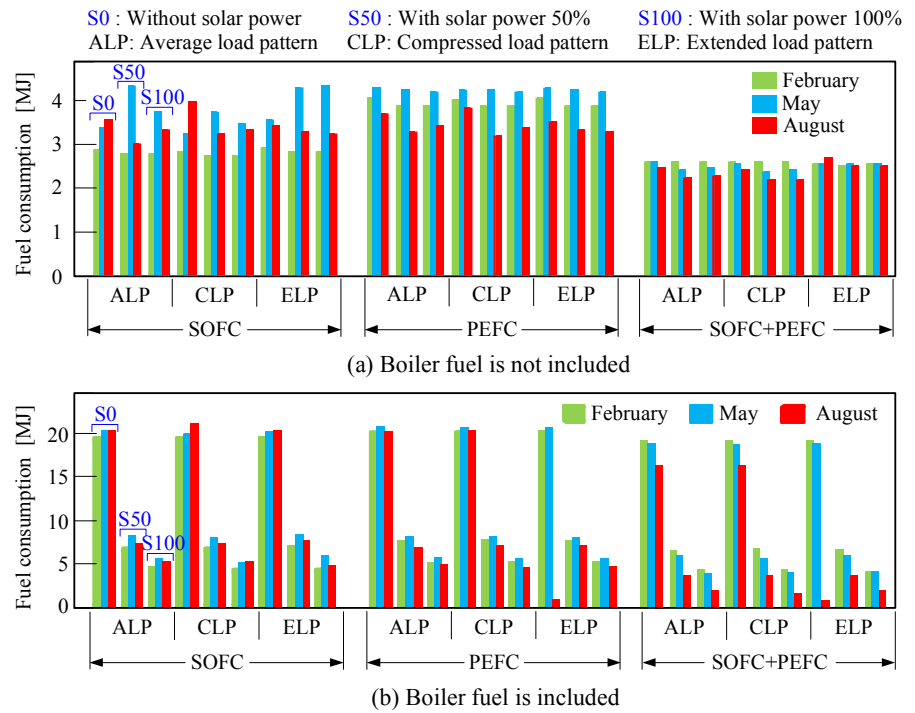 S0 : Without solar power S50 : With solar power 50% S100 : With solar power 100%
ALP: Average load pattern CLP: Compressed load pattern ELP: Extended load pattern
Fuel consumption [MJ]
4
3
2
1
0
S0
S50
S100
February
May
August
ALP CLP ELP ALP CLP ELP ALP CLP ELP
SOFC PEFC SOFC+PEFC
(a) Boiler fuel is not included
Fuel consumption [MJ]
20
15
10
5
0
S0
S50
S100
February May August
ALP CLP ELP ALP CLP ELP ALP CLP ELP
SOFC PEFC SOFC+PEFC
(b) Boiler fuel is included